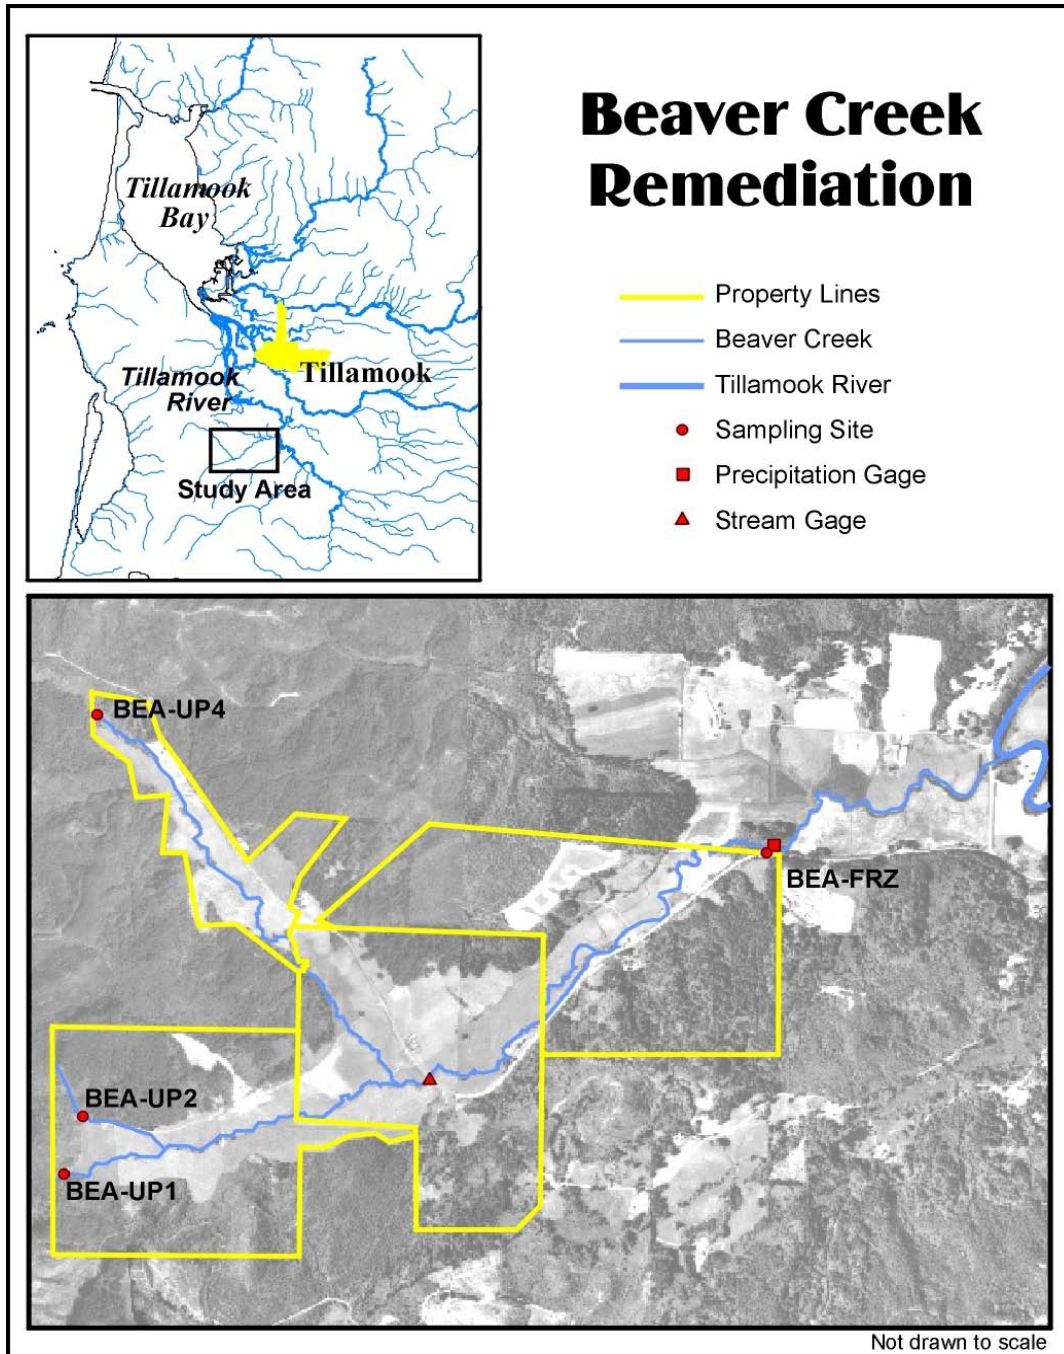 Beaver Creek
Remediation
Tillamook
Bay
Tillamook
River
Tillamook
Study Area
Property Lines
Beaver Creek
Tillamook River
Sampling Site
Precipitation Gage
Stream Gage
BEA-UP4
BEA-FRZ
BEA-UP2
BEA-UP1
Not drawn to scale